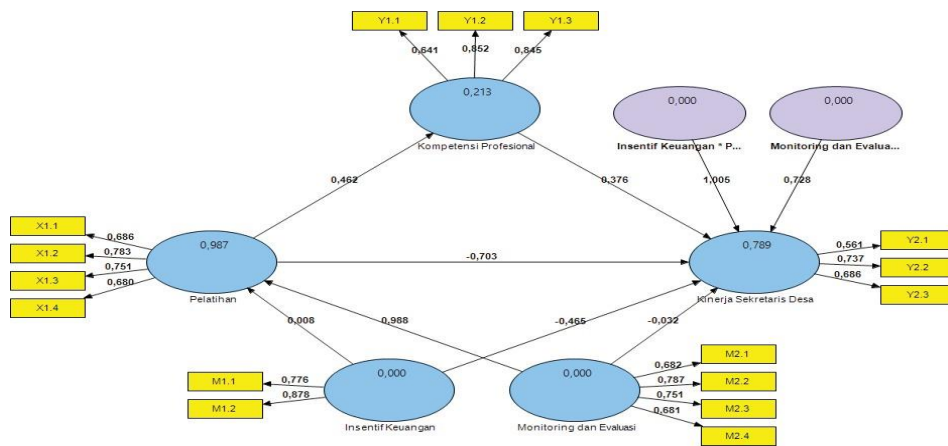 Y1.1 Y1.2 Y1.3
0,641 0,852 0,845
0,213
Kompetensi Profesional
0,000 0,000
Insentif Keuangan * P... Monitoring dan Evalua...
0,462 0,376 1,005 0,728
X1.1
X1.2
X1.3
X1.4
0,686
0,783
0,751
0,680
0,987
Pelatihan
-0,703
0,789
Kinerja Sekretaris Desa
0,561
0,737
0,686
Y2.1
Y2.2
Y2.3
0,008 0,988 -0,465 -0,032
M1.1
M1.2
0,776
0,878
0,000
Insentif Keuangan
0,000
Monitoring dan Evaluasi
0,682
0,787
0,751
0,681
M2.1
M2.2
M2.3
M2.4